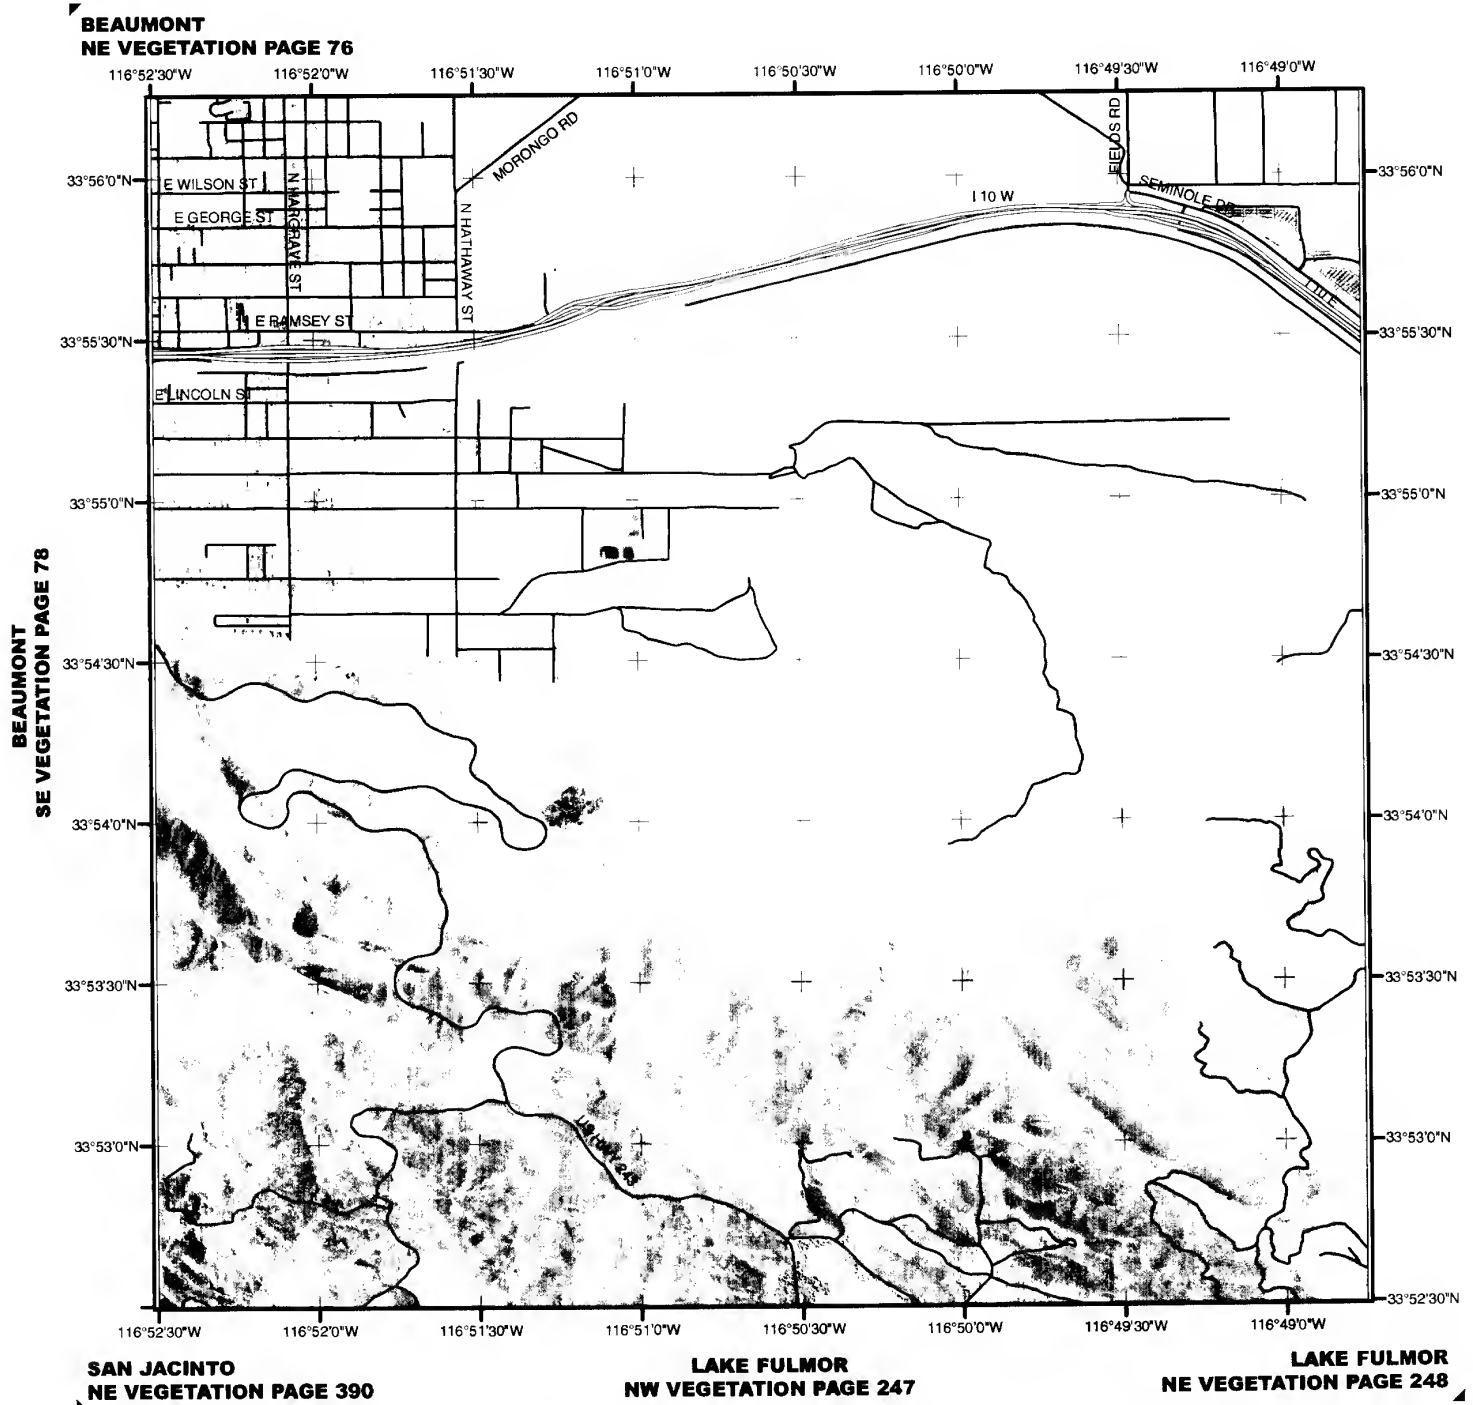 BEAUMONT
NE VEGETATION PAGE 76
116°52'30"W
116°52'0"W
116°51'30"W
116°51'0"W
116°50'30"W
116°50'0"W
116°49'30"W
116°49'0"W
MORONGO RD
FIELDS RD
33°56'0"N
33°56'0"N
E WILSON ST
N HARGRAVE ST
SEMINOLE DR
I 10 W
E GEORGE ST
N HATHAWAY ST
I 10 E
E RAMSEY ST
33°55'30"N
33°55'30"N
E LINCOLN ST
33°55'0"N
33°55'0"N
BEAUMONT
SE VEGETATION PAGE 78
33°54'30"N
33°54'30"N
33°54'0"N
33°54'0"N
33°53'30"N
33°53'30"N
US HWY 243
33°53'0"N
33°53'0"N
33°52'30"N
116°52'30"W
116°52'0"W
116°51'30"W
116°51'0"W
116°50'30"W
116°50'0"W
116°49'30"W
116°49'0"W
SAN JACINTO
NE VEGETATION PAGE 390
LAKE FULMOR
NW VEGETATION PAGE 247
LAKE FULMOR
NE VEGETATION PAGE 248